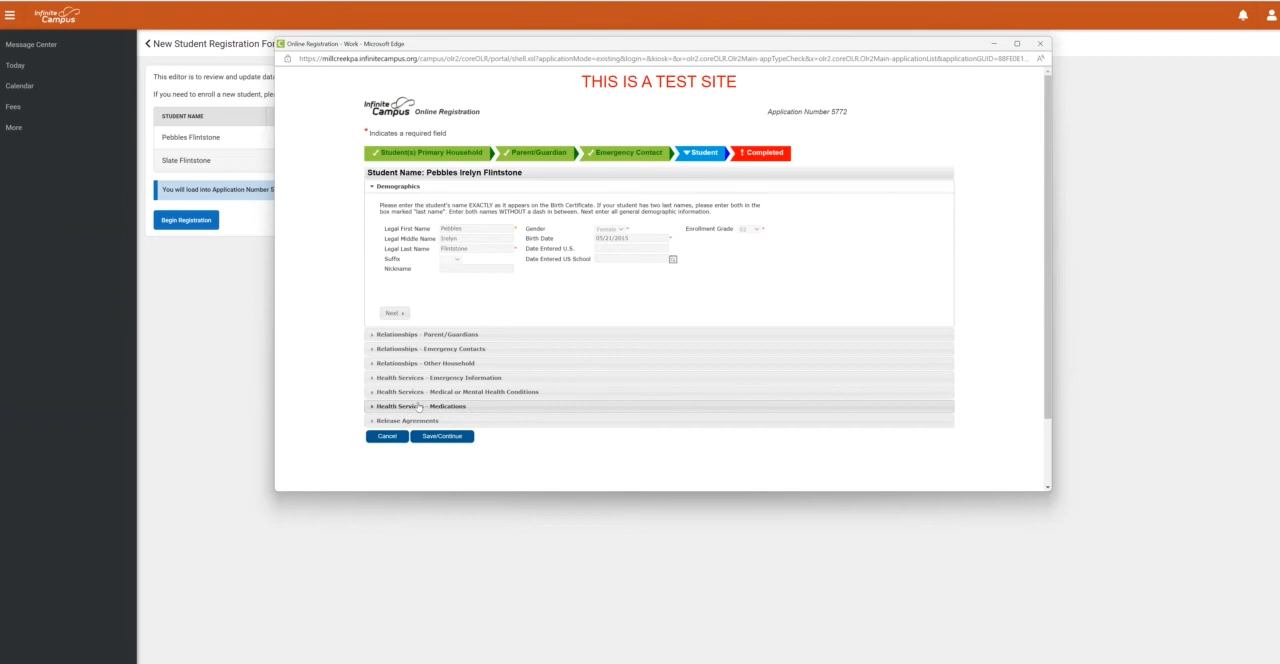 Infinite Campus
Message Center
Today
Calendar
Fees
More
New Student Registration For
This editor is to review and update data
If you need to enroll a new student, plea
STUDENT NAME
Pebbles Flintstone
Slate Flintstone
You will load into Application Number 5
Begin Registration
Online Registration - Work - Microsoft Edge
https://millcreekpa.infinitecampus.org/campus/olr2/coreOLR/portal/shell.xsl?applicationMode=existing&login=&kiosk=&x=olr2.coreOLR.Olr2Main-appTypeCheck&x=olr2.coreOLR.Olr2Main-applicationList&applicationGUID=88FE0E1...
THIS IS A TEST SITE
Infinite Campus Online Registration
Application Number 5772
* Indicates a required field
Student(s) Primary Household
Parent/Guardian
Emergency Contact
Student
! Completed
Student Name: Pebbles Irelyn Flintstone
Demographics
Please enter the student's name EXACTLY as it appears on the Birth Certificate. If your student has two last names, please enter both in the
box marked "last name". Enter both names WITHOUT a dash in between. Next enter all general demographic information.
Legal First Name Pebbles * Gender Female * Enrollment Grade 02 *
Legal Middle Name Irelyn Birth Date 05/21/2015 *
Legal Last Name Flintstone * Date Entered U.S.
Suffix Date Entered US School
Nickname
Next
Relationships - Parent/Guardians
Relationships - Emergency Contacts
Relationships - Other Household
Health Services - Emergency Information
Health Services - Medical or Mental Health Conditions
Health Services - Medications
Release Agreements
Cancel
Save/Continue